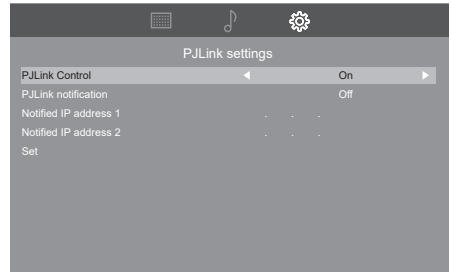 PJLink settings
PJLink Control On
PJLink notification Off
Notified IP address 1 . . .
Notified IP address 2 . . .
Set